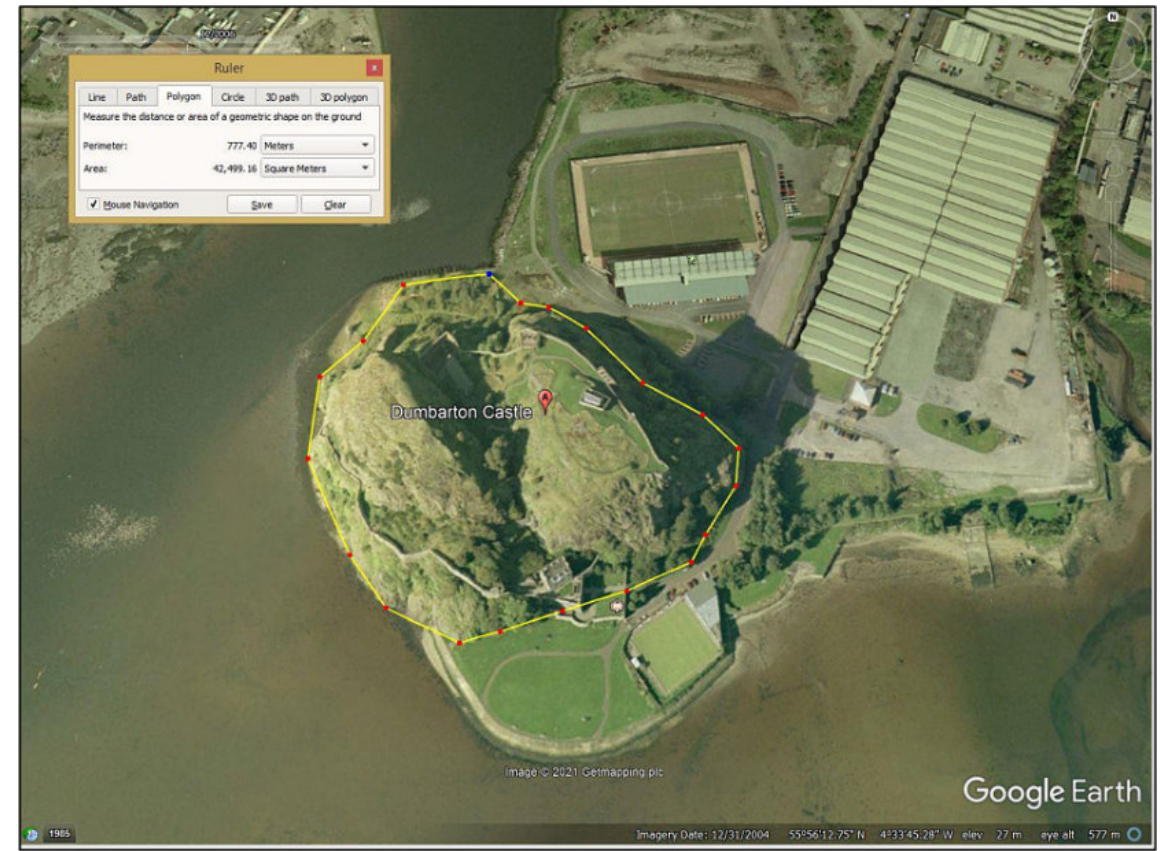 12/2006
Ruler
Line Path Polygon Circle 3D path 3D polygon
Measure the distance or area of a geometric shape on the ground
Perimeter: 777.40 Meters
Area: 42,499.16 Square Meters
Mouse Navigation Save Clear
N
A
Dumbarton Castle
Image © 2021 Getmapping plc
Google Earth
1985 Imagery Date: 12/31/2004 55°56'12.75" N 4°33'45.28" W elev 27 m eye alt 577 m